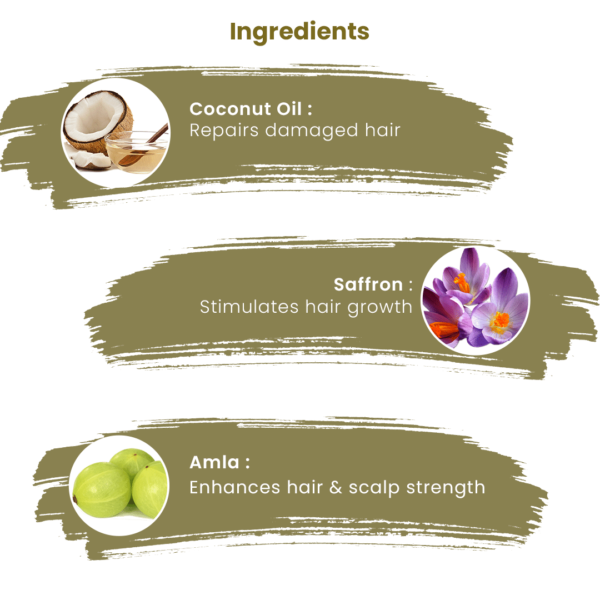 Ingredients
Coconut Oil :
Repairs damaged hair
Saffron :
Stimulates hair growth
Amla :
Enhances hair & scalp strength